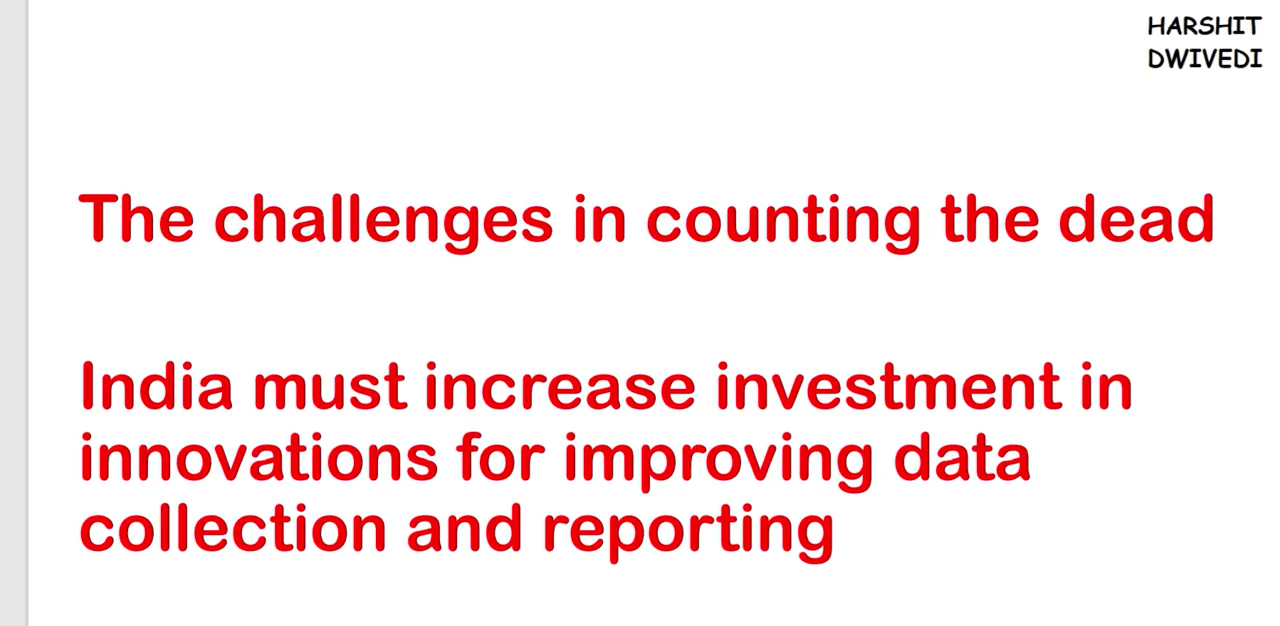 HARSHIT
DWIVEDI
The challenges in counting the dead
India must increase investment in
innovations for improving data
collection and reporting